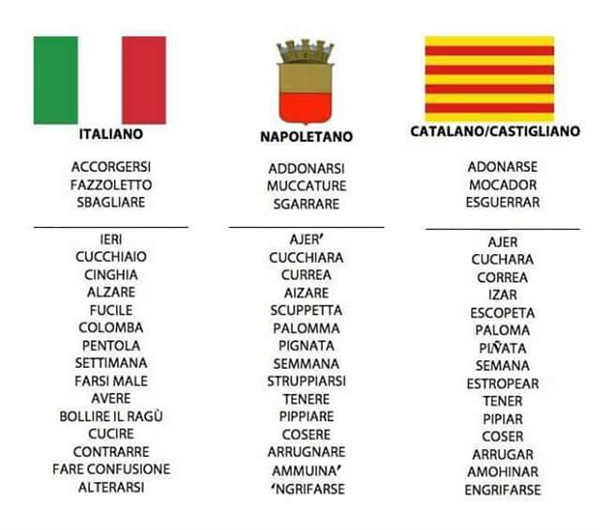 ITALIANO NAPOLETANO CATALANO/CASTIGLIANO
ACCORGERSI ADDONARSI ADONARSE
FAZZOLETTO MUCCATURE MOCADOR
SBAGLIARE SGARRARE ESGUERRAR
IERI AJER’ AJER
CUCCHIAIO CUCCHIARA CUCHARA
CINGHIA CURREA CORREA
ALZARE AIZARE IZAR
FUCILE SCUPPETTA ESCOPETA
COLOMBA PALOMMA PALOMA
PENTOLA PIGNATA PIÑATA
SETTIMANA SEMMANA SEMANA
FARSI MALE STRUPPIARSI ESTROPEAR
AVERE TENERE TENER
BOLLIRE IL RAGÙ PIPPIARE PIPIAR
CUCIRE COSERE COSER
CONTRARRE ARRUGNARE ARRUGAR
FARE CONFUSIONE AMMUINA’ AMOHINAR
ALTERARSI ‘NGRIFARSE ENGRIFARSE